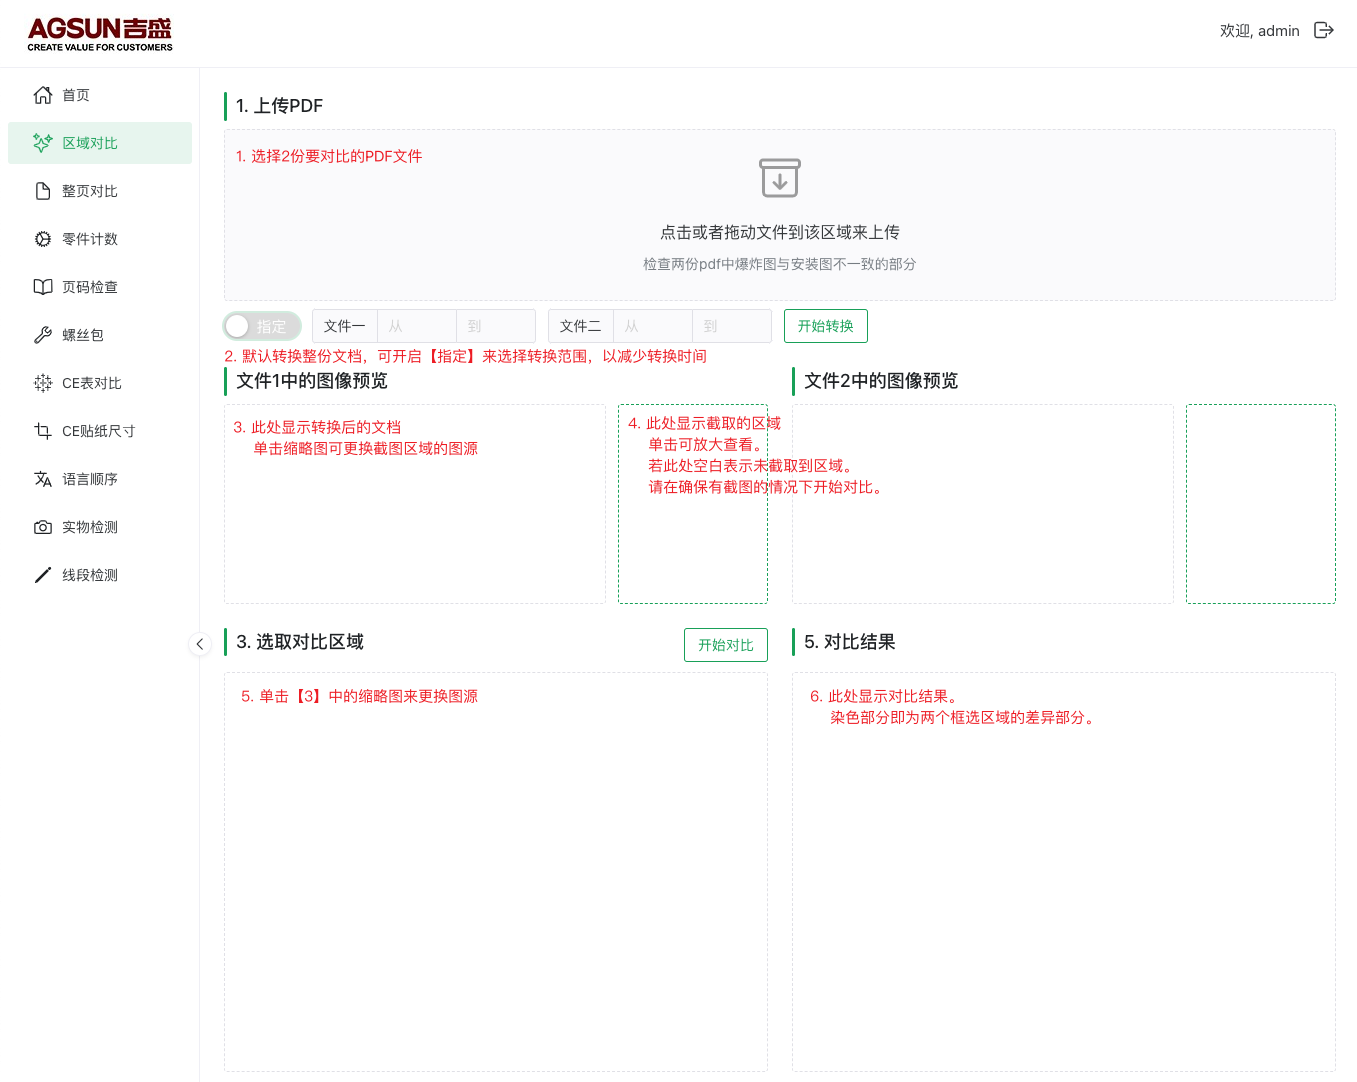 AGSUN吉盛
CREATE VALUE FOR CUSTOMERS
欢迎, admin
首页
区域对比
整页对比
零件计数
页码检查
螺丝包
CE表对比
CE贴纸尺寸
语言顺序
实物检测
线段检测
1. 上传PDF
1. 选择2份要对比的PDF文件
点击或者拖动文件到该区域来上传
检查两份pdf中爆炸图与安装图不一致的部分
指定
文件一 从 到
文件二 从 到
开始转换
2. 默认转换整份文档，可开启【指定】来选择转换范围，以减少转换时间
文件1中的图像预览
3. 此处显示转换后的文档
单击缩略图可更换截图区域的图源
4. 此处显示截取的区域
单击可放大查看。
若此处空白表示未截取到区域。
请在确保有截图的情况下开始对比。
文件2中的图像预览
3. 选取对比区域
开始对比
5. 单击【3】中的缩略图来更换图源
5. 对比结果
6. 此处显示对比结果。
染色部分即为两个框选区域的差异部分。